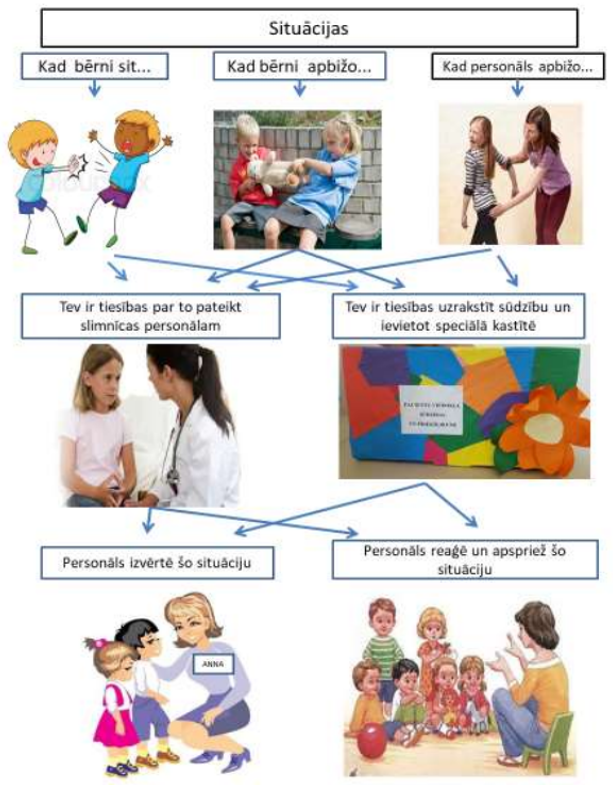 Situācijas
Kad bērni sit...
Kad bērni apbižo...
Kad personāls apbižo...
Tev ir tiesības par to pateikt
slimnīcas personālam
Tev ir tiesības uzrakstīt sūdzību un
ievietot speciālā kastītē
Personāls izvērtē šo situāciju
Personāls reaģē un apspriež šo
situāciju
ANNA